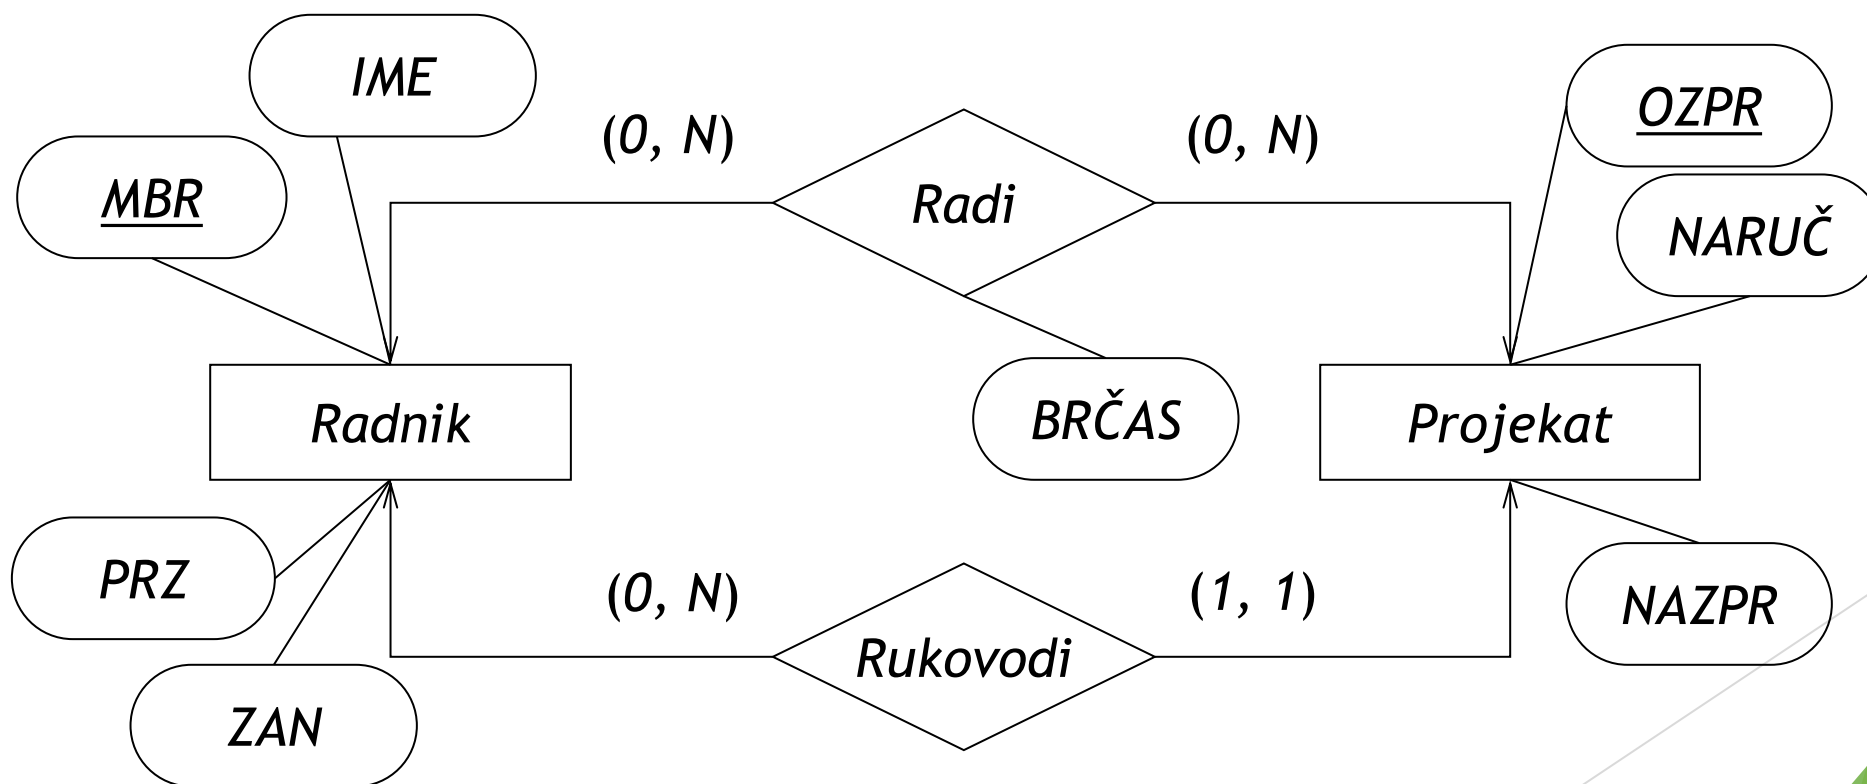 IME
MBR
(0, N)
Radi
(0, N)
OZPR
NARUČ
BRČAS
Radnik
Projekat
PRZ
ZAN
(0, N)
Rukovodi
(1, 1)
NAZPR